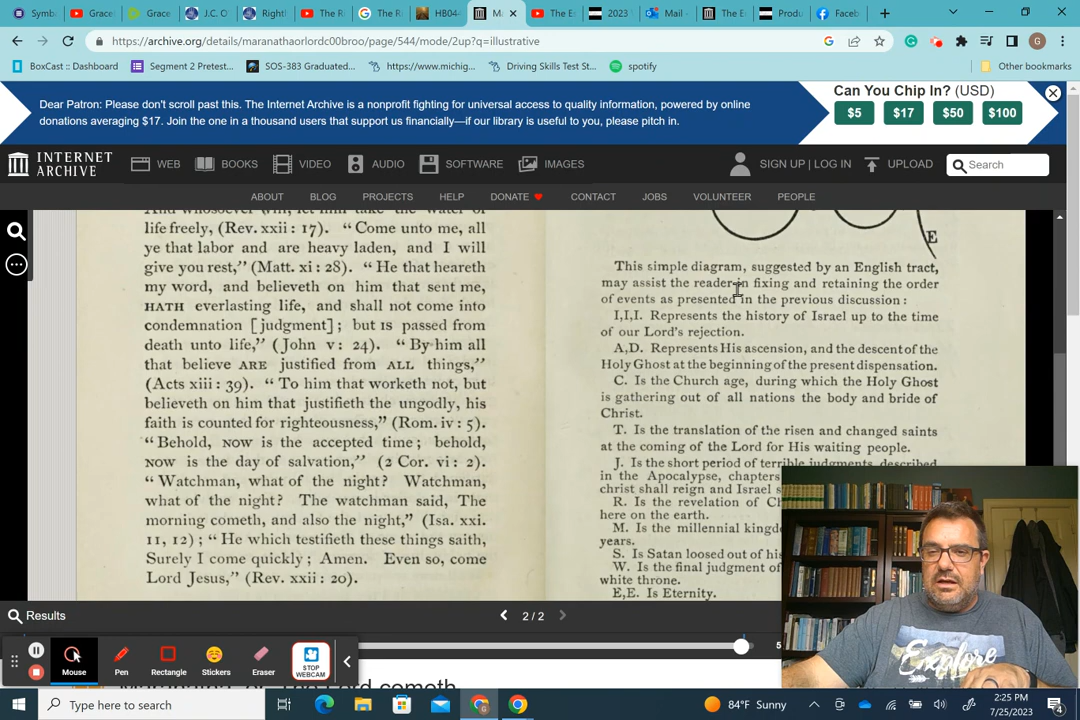 Symb
Grace
Grace
J.C. O
Right
The R
The R
HB04
M
The E
2023
Mail -
The E
Produ
Faceb
https://archive.org/details/maranathaorlordc00broo/page/544/mode/2up?q=illustrative
G
BoxCast :: Dashboard
Segment 2 Pretest...
SOS-383 Graduated...
https://www.michig...
Driving Skills Test St...
spotify
Other bookmarks
Dear Patron: Please don't scroll past this. The Internet Archive is a nonprofit fighting for universal access to quality information, powered by online
donations averaging $17. Join the one in a thousand users that support us financially—if our library is useful to you, please pitch in.
Can You Chip In? (USD)
$5
$17
$50
$100
INTERNET
ARCHIVE
WEB
BOOKS
VIDEO
AUDIO
SOFTWARE
IMAGES
SIGN UP | LOG IN
UPLOAD
Search
ABOUT
BLOG
PROJECTS
HELP
DONATE
CONTACT
JOBS
VOLUNTEER
PEOPLE
And whosoever will, let him take the water of
life freely, (Rev. xxii : 17). “Come unto me, all
ye that labor and are heavy laden, and I will
give you rest,” (Matt. xi : 28). “He that heareth
my word, and believeth on him that sent me,
HATH everlasting life, and shall not come into
condemnation [judgment] ; but IS passed from
death unto life,” (John v : 24). “By him all
that believe ARE justified from ALL things,”
(Acts xiii : 39). “To him that worketh not, but
believeth on him that justifieth the ungodly, his
faith is counted for righteousness,” (Rom. iv : 5).
“Behold, NOW is the accepted time ; behold,
NOW is the day of salvation,” (2 Cor. vi : 2).
“Watchman, what of the night? Watchman,
what of the night? The watchman said, The
morning cometh, and also the night,” (Isa. xxi.
11, 12) ; “He which testifieth these things saith,
Surely I come quickly ; Amen. Even so, come
Lord Jesus,” (Rev. xxii : 20).
E
This simple diagram, suggested by an English tract,
may assist the reader in fixing and retaining the order
of events as presented in the previous discussion :
I,I,I. Represents the history of Israel up to the time
of our Lord's rejection.
A,D. Represents His ascension, and the descent of the
Holy Ghost at the beginning of the present dispensation.
C. Is the Church age, during which the Holy Ghost
is gathering out of all nations the body and bride of
Christ.
T. Is the translation of the risen and changed saints
at the coming of the Lord for His waiting people.
J. Is the short period of terrible judgments, described
in the Apocalypse, chapters
christ shall reign and Israel s
R. Is the revelation of Ch
here on the earth.
M. Is the millennial kingd
years.
S. Is Satan loosed out of his
W. Is the final judgment of
white throne.
E,E. Is Eternity.
Explore
Results
2 / 2
5
Mouse
Pen
Rectangle
Stickers
Eraser
STOP
WEBCAM
Type here to search
84°F Sunny
2:25 PM
7/25/2023
4